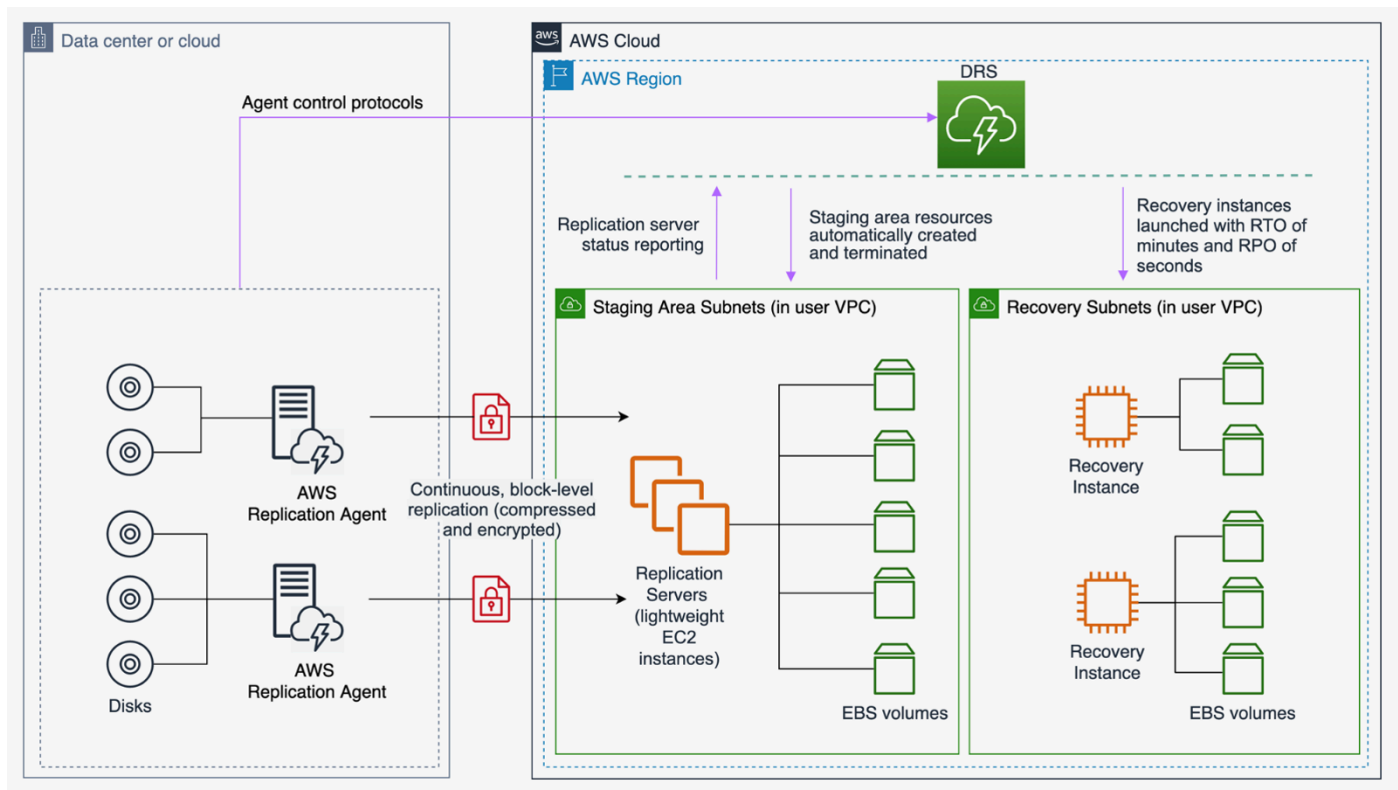 Data center or cloud
aws
AWS Cloud
AWS Region
DRS
Agent control protocols
Replication server
status reporting
Staging area resources
automatically created
and terminated
Recovery instances
launched with RTO of
minutes and RPO of
seconds
Staging Area Subnets (in user VPC)
Recovery Subnets (in user VPC)
AWS
Replication Agent
Continuous, block-level
replication (compressed
and encrypted)
AWS
Replication Agent
Disks
Replication
Servers
(lightweight
EC2
instances)
EBS volumes
Recovery
Instance
Recovery
Instance
EBS volumes